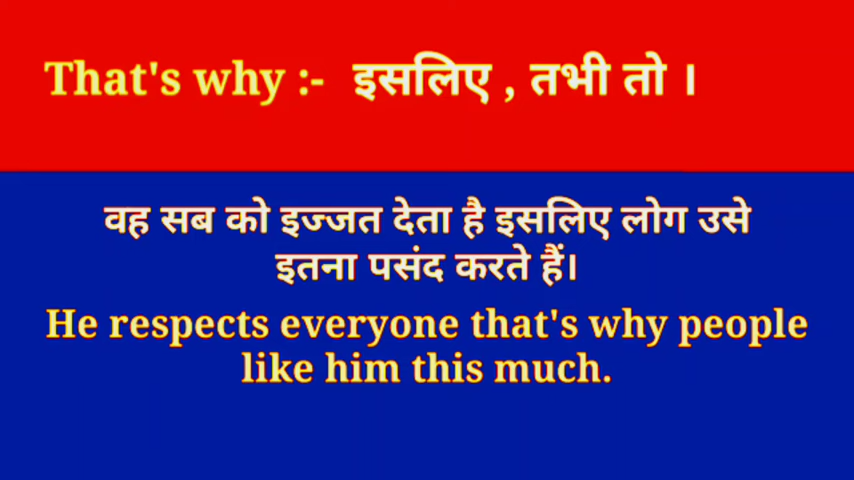 That's why :- इसलिए , तभी तो ।
वह सब को इज्जत देता है इसलिए लोग उसे
इतना पसंद करते हैं।
He respects everyone that's why people
like him this much.